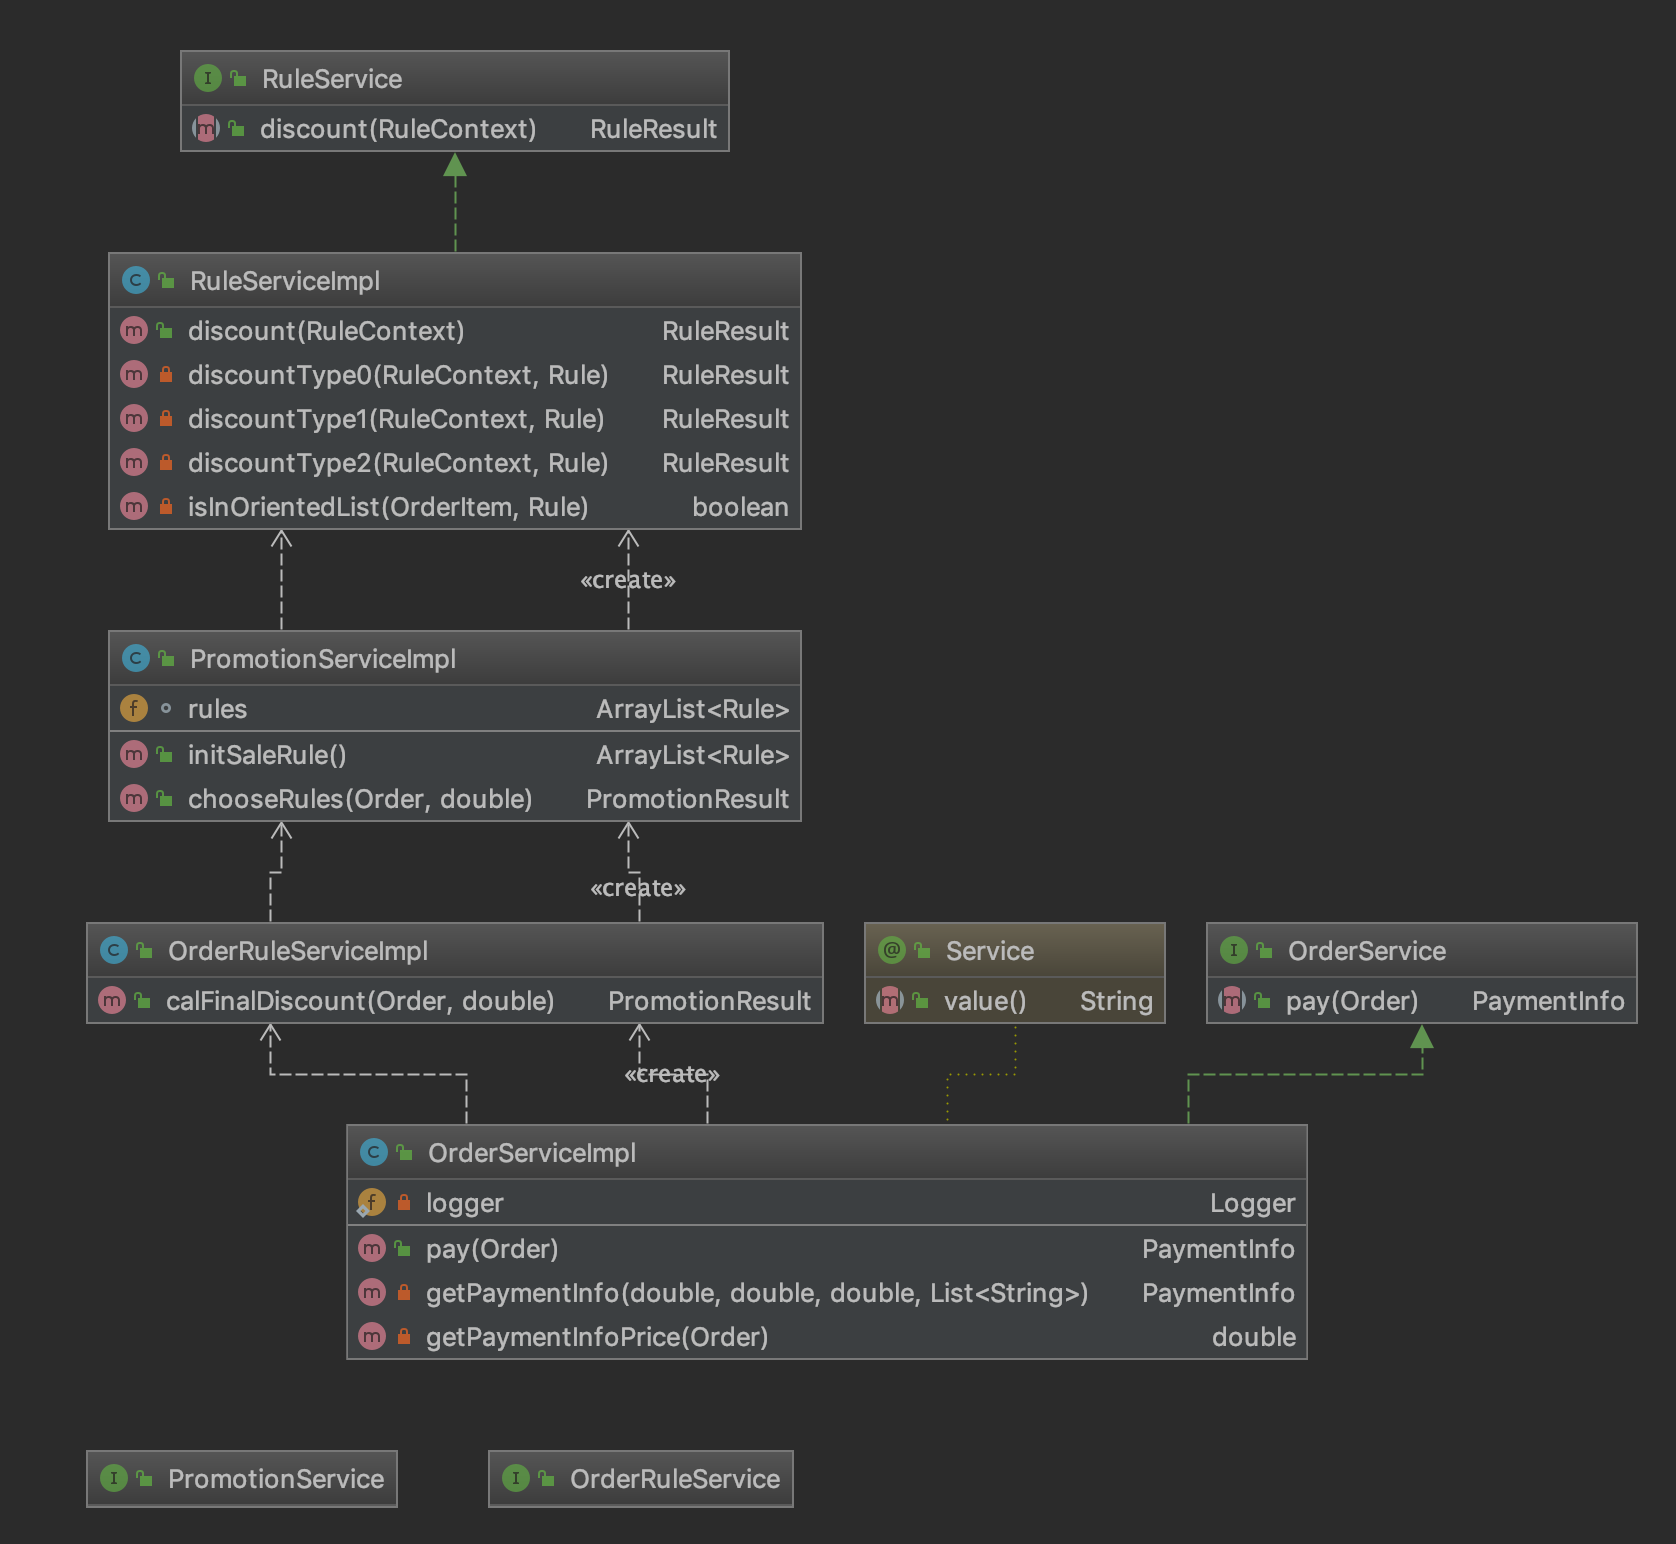 RuleService
discount(RuleContext) RuleResult
RuleServiceImpl
discount(RuleContext) RuleResult
discountType0(RuleContext, Rule) RuleResult
discountType1(RuleContext, Rule) RuleResult
discountType2(RuleContext, Rule) RuleResult
isInOrientedList(OrderItem, Rule) boolean
«create»
PromotionServiceImpl
rules ArrayList<Rule>
initSaleRule() ArrayList<Rule>
chooseRules(Order, double) PromotionResult
«create»
OrderRuleServiceImpl
calFinalDiscount(Order, double) PromotionResult
Service
value() String
OrderService
pay(Order) PaymentInfo
«create»
OrderServiceImpl
logger Logger
pay(Order) PaymentInfo
getPaymentInfo(double, double, double, List<String>) PaymentInfo
getPaymentInfoPrice(Order) double
PromotionService
OrderRuleService